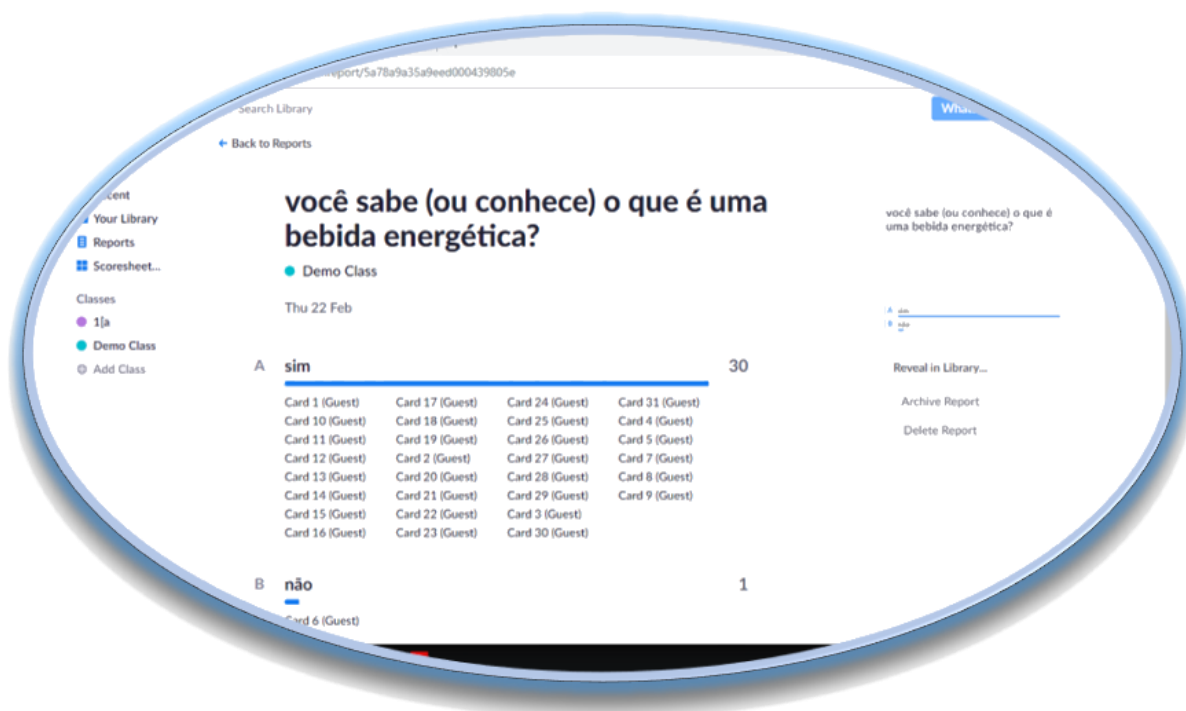 report/5a78a9a35a9eed000439805e
Search Library
Back to Reports
Your Library
Reports
Scoresheet...
Classes
1[a
Demo Class
Add Class
você sabe (ou conhece) o que é uma
bebida energética?
Demo Class
Thu 22 Feb
A sim 30
Card 1 (Guest) Card 17 (Guest) Card 24 (Guest) Card 31 (Guest)
Card 10 (Guest) Card 18 (Guest) Card 25 (Guest) Card 4 (Guest)
Card 11 (Guest) Card 19 (Guest) Card 26 (Guest) Card 5 (Guest)
Card 12 (Guest) Card 2 (Guest) Card 27 (Guest) Card 7 (Guest)
Card 13 (Guest) Card 20 (Guest) Card 28 (Guest) Card 8 (Guest)
Card 14 (Guest) Card 21 (Guest) Card 29 (Guest) Card 9 (Guest)
Card 15 (Guest) Card 22 (Guest) Card 3 (Guest)
Card 16 (Guest) Card 23 (Guest) Card 30 (Guest)
B não 1
Card 6 (Guest)
você sabe (ou conhece) o que é
uma bebida energética?
A sim
B não
Reveal in Library...
Archive Report
Delete Report